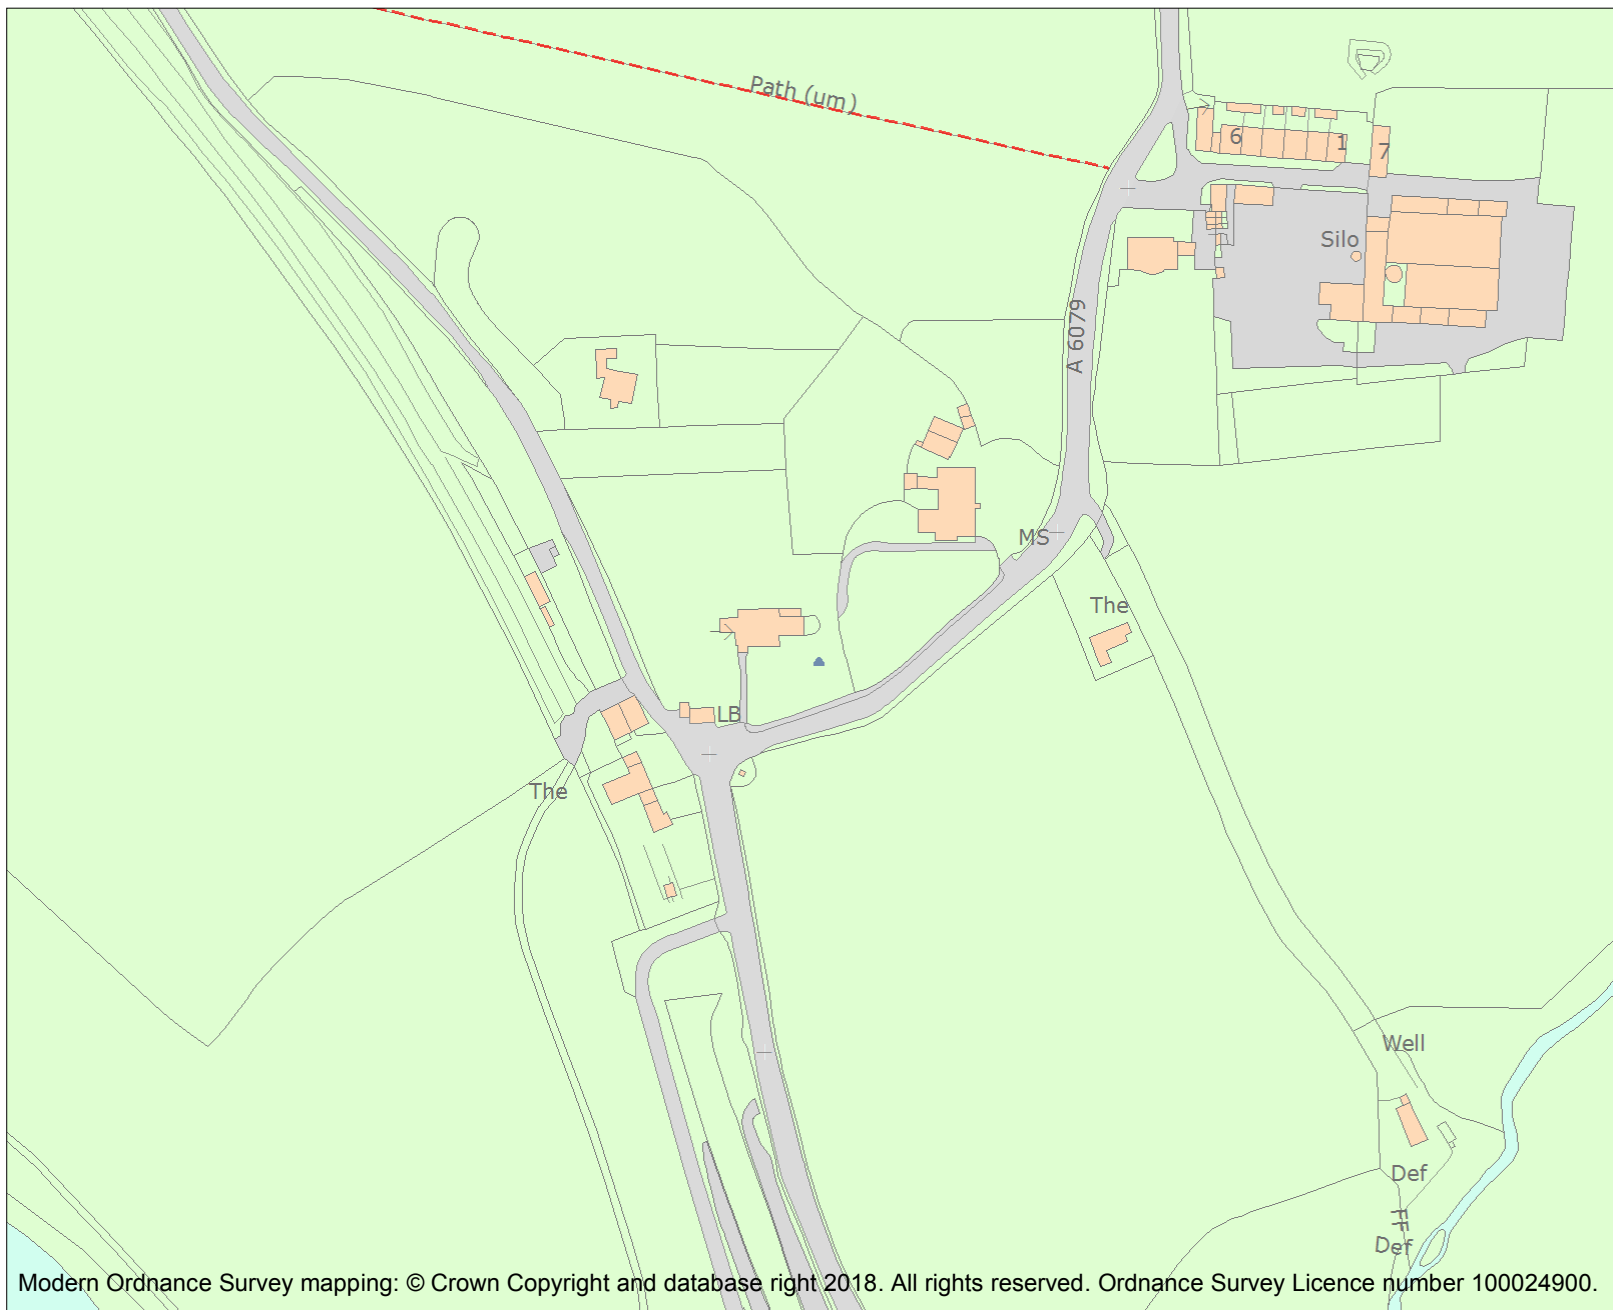 Path (um)
6
1
7
Silo
A 6079
MS
The
LB
The
Well
Def
FF
Def
Modern Ordnance Survey mapping: © Crown Copyright and database right 2018. All rights reserved. Ordnance Survey Licence number 100024900.